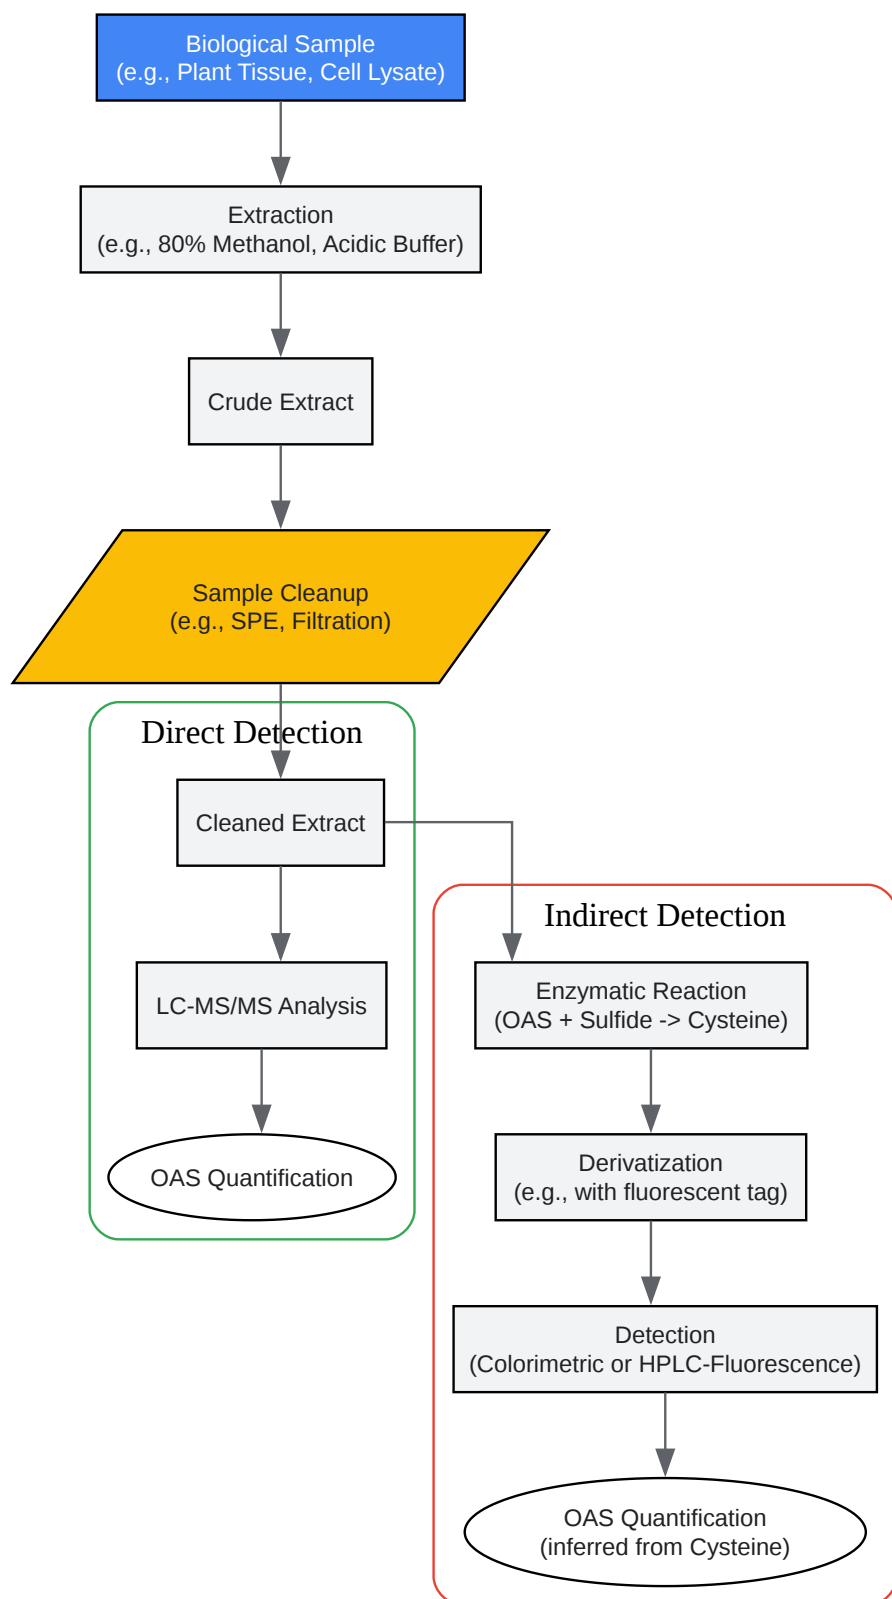 Biological Sample
(e.g., Plant Tissue, Cell Lysate)
Extraction
(e.g., 80% Methanol, Acidic Buffer)
Crude Extract
Sample Cleanup
(e.g., SPE, Filtration)
Direct Detection
Cleaned Extract
LC-MS/MS Analysis
OAS Quantification
Indirect Detection
Enzymatic Reaction
(OAS + Sulfide -> Cysteine)
Derivatization
(e.g., with fluorescent tag)
Detection
(Colorimetric or HPLC-Fluorescence)
OAS Quantification
(inferred from Cysteine)